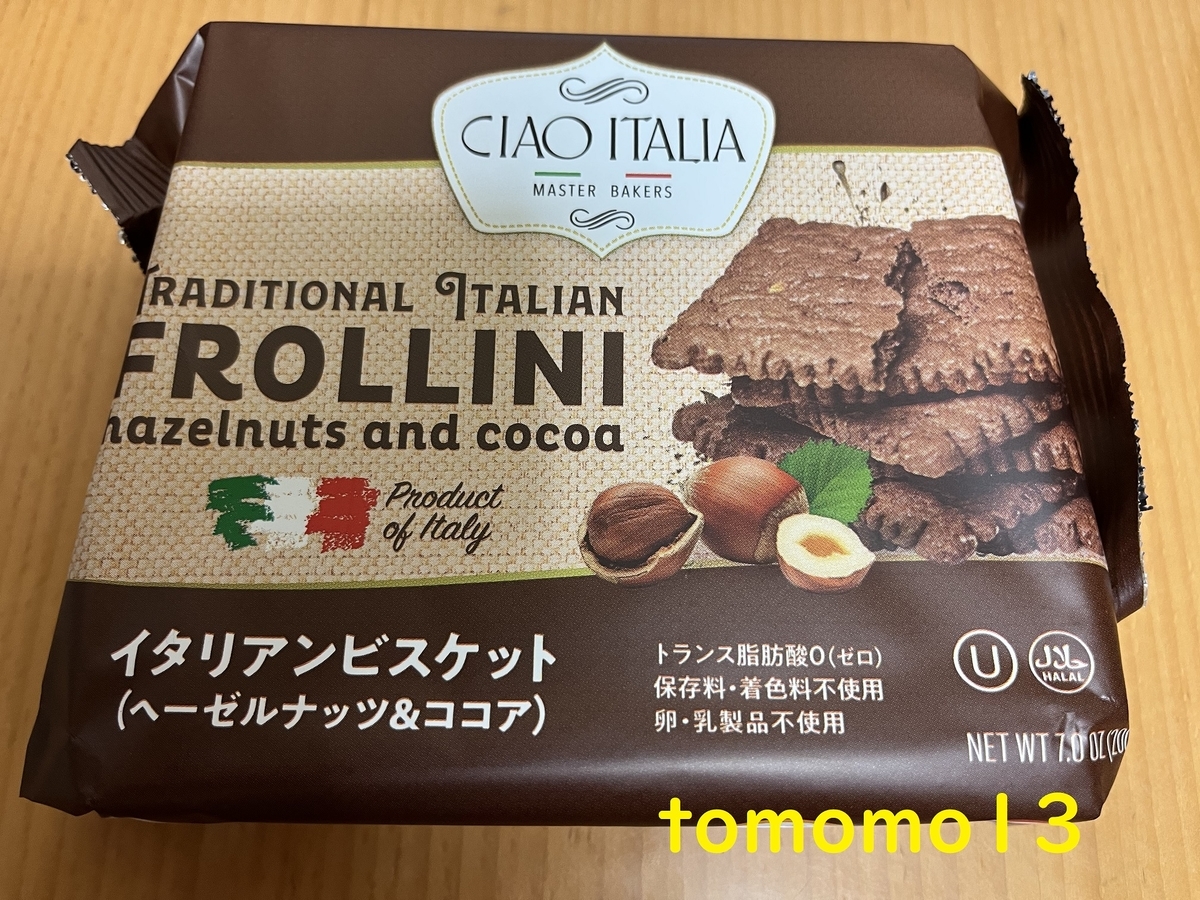 CIAO ITALIA
MASTER BAKERS
TRADITIONAL ITALIAN
FROLLINI
hazelnuts and cocoa
Product
of Italy
イタリアンビスケット
(ヘーゼルナッツ&ココア)
トランス脂肪酸0(ゼロ)
保存料・着色料不使用
卵・乳製品不使用
U
حلال
HALAL
NET WT 7.0 OZ (20
tomomo13